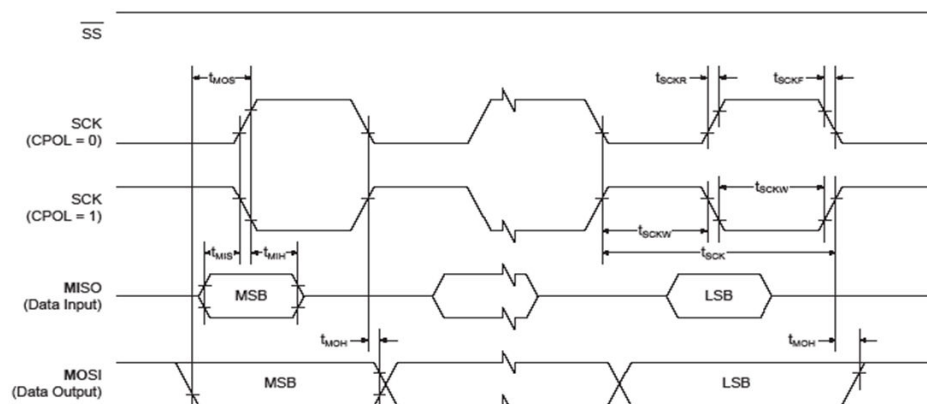 SS
tMOS
tSCKR
tSCKF
SCK
(CPOL = 0)
SCK
(CPOL = 1)
tSCKW
tSCKW
tSCK
tMIS
tMIH
MISO
(Data Input)
MSB
LSB
tMOH
tMOH
MOSI
(Data Output)
MSB
LSB